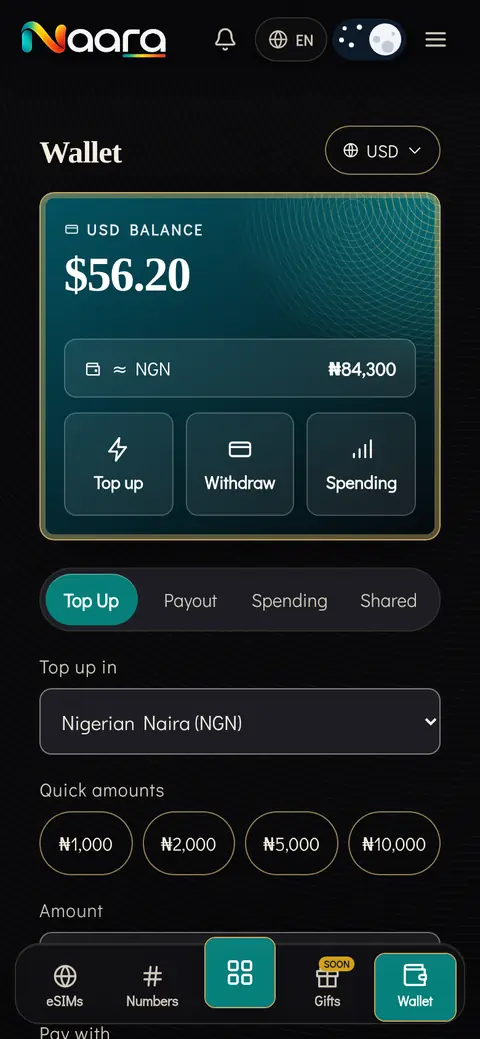 Naara
EN
Wallet
USD
USD BALANCE
$56.20
≈ NGN
₦84,300
Top up
Withdraw
Spending
Top Up
Payout
Spending
Shared
Top up in
Nigerian Naira (NGN)
Quick amounts
₦1,000
₦2,000
₦5,000
₦10,000
Amount
eSIMs
Numbers
SOON
Gifts
Wallet
Pay with